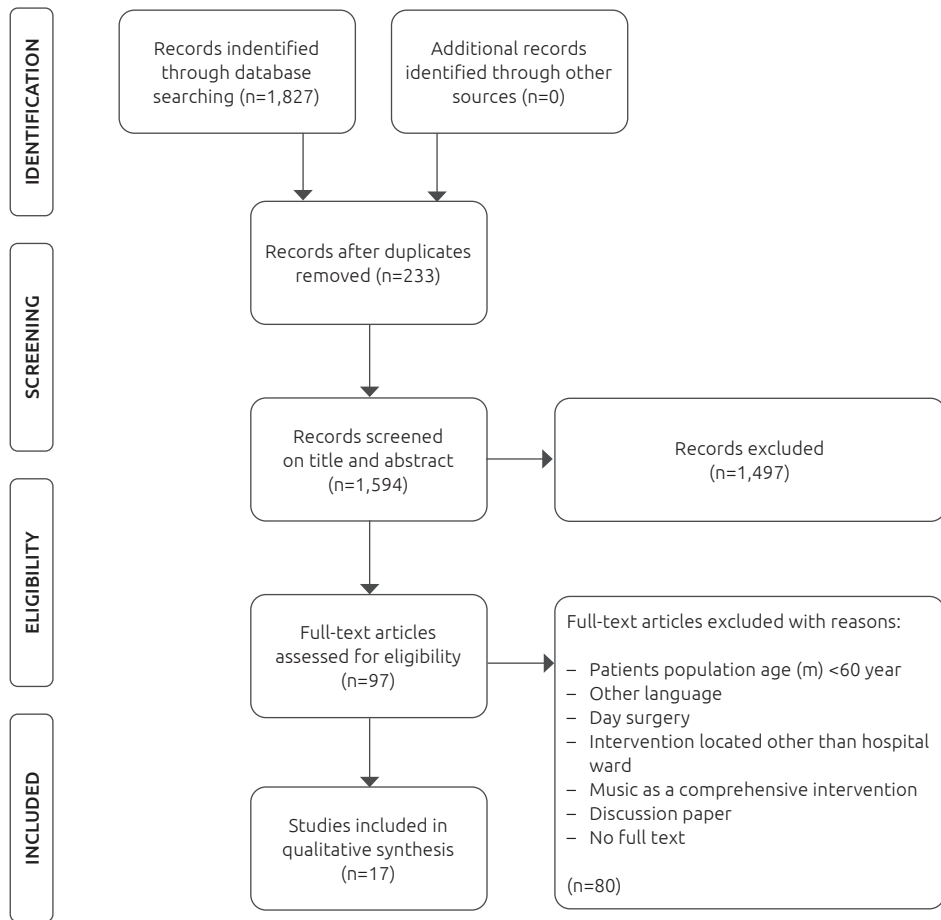 IDENTIFICATION
Records indentified
through database
searching (n=1,827)
Additional records
identified through other
sources (n=0)
Records after duplicates
removed (n=233)
SCREENING
Records screened
on title and abstract
(n=1,594)
Records excluded
(n=1,497)
ELIGIBILITY
Full-text articles
assessed for eligibility
(n=97)
Full-text articles excluded with reasons:
– Patients population age (m) <60 year
– Other language
– Day surgery
– Intervention located other than hospital
ward
– Music as a comprehensive intervention
– Discussion paper
– No full text
(n=80)
INCLUDED
Studies included in
qualitative synthesis
(n=17)